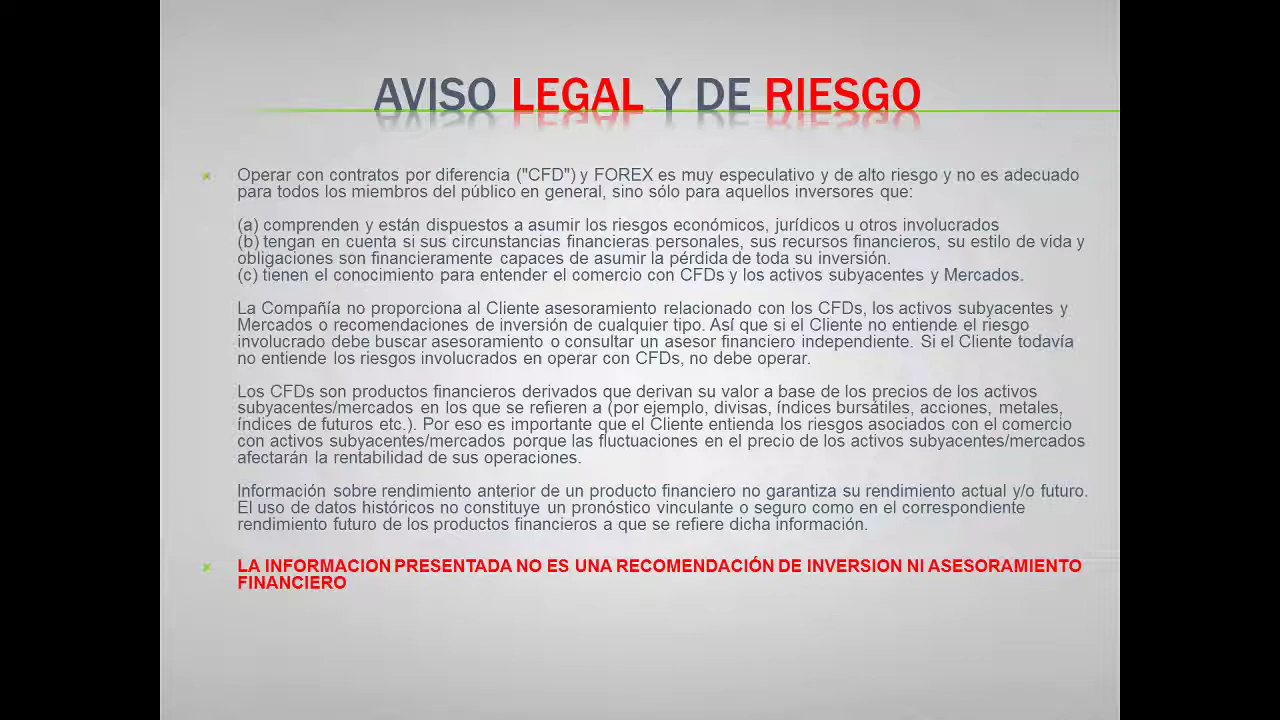 AVISO LEGAL Y DE RIESGO
Operar con contratos por diferencia ("CFD") y FOREX es muy especulativo y de alto riesgo y no es adecuado
para todos los miembros del público en general, sino sólo para aquellos inversores que:
(a) comprenden y están dispuestos a asumir los riesgos económicos, jurídicos u otros involucrados
(b) tengan en cuenta si sus circunstancias financieras personales, sus recursos financieros, su estilo de vida y
obligaciones son financieramente capaces de asumir la pérdida de toda su inversión.
(c) tienen el conocimiento para entender el comercio con CFDs y los activos subyacentes y Mercados.
La Compañía no proporciona al Cliente asesoramiento relacionado con los CFDs, los activos subyacentes y
Mercados o recomendaciones de inversión de cualquier tipo. Así que si el Cliente no entiende el riesgo
involucrado debe buscar asesoramiento o consultar un asesor financiero independiente. Si el Cliente todavía
no entiende los riesgos involucrados en operar con CFDs, no debe operar.
Los CFDs son productos financieros derivados que derivan su valor a base de los precios de los activos
subyacentes/mercados en los que se refieren a (por ejemplo, divisas, índices bursátiles, acciones, metales,
índices de futuros etc.). Por eso es importante que el Cliente entienda los riesgos asociados con el comercio
con activos subyacentes/mercados porque las fluctuaciones en el precio de los activos subyacentes/mercados
afectarán la rentabilidad de sus operaciones.
Información sobre rendimiento anterior de un producto financiero no garantiza su rendimiento actual y/o futuro.
El uso de datos históricos no constituye un pronóstico vinculante o seguro como en el correspondiente
rendimiento futuro de los productos financieros a que se refiere dicha información.
LA INFORMACION PRESENTADA NO ES UNA RECOMENDACIÓN DE INVERSION NI ASESORAMIENTO
FINANCIERO